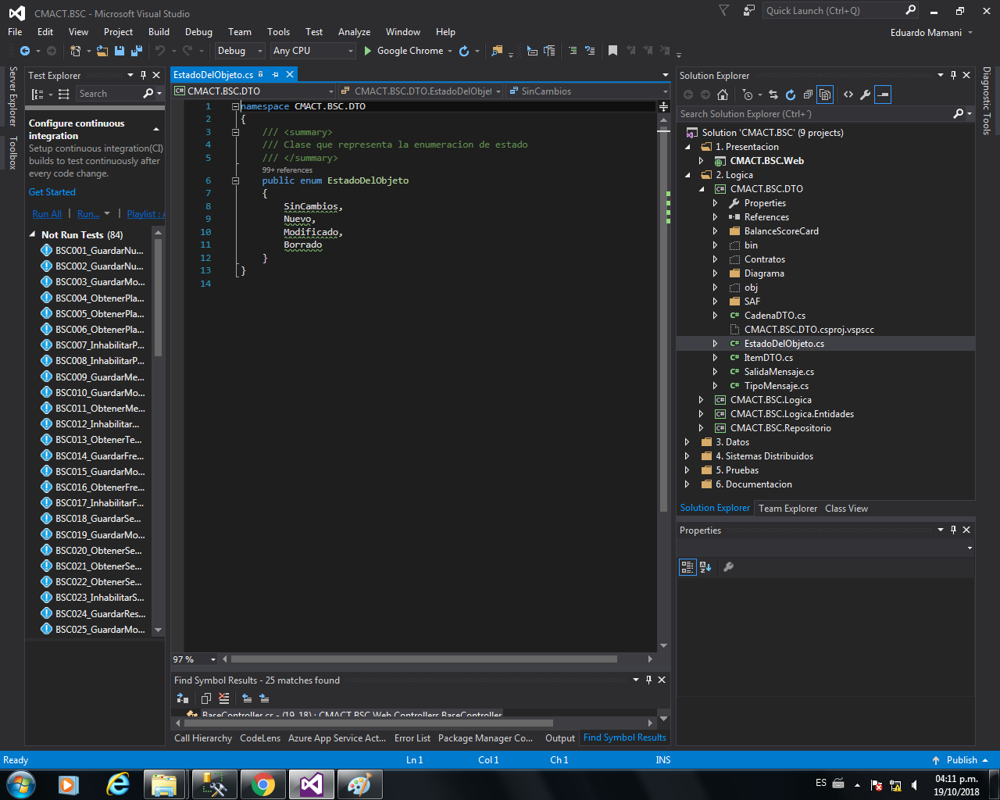 CMACT.BSC - Microsoft Visual Studio
Quick Launch (Ctrl+Q)
File Edit View Project Build Debug Team Tools Test Analyze Window Help
Eduardo Mamani
Debug Any CPU Google Chrome
Server Explorer
Toolbox
Test Explorer
Search
Configure continuous
integration
Setup continuous integration(CI)
builds to test continuously after
every code change.
Get Started
Run All | Run... | Playlist :
Not Run Tests (84)
BSC001_GuardarNu...
BSC002_GuardarNu...
BSC003_GuardarMo...
BSC004_ObtenerPla...
BSC005_ObtenerPla...
BSC006_ObtenerPla...
BSC007_InhabilitarP...
BSC008_InhabilitarP...
BSC009_GuardarMe...
BSC010_GuardarMo...
BSC011_ObtenerMe...
BSC012_Inhabilitar...
BSC013_ObtenerTe...
BSC014_GuardarFre...
BSC015_GuardarMo...
BSC016_ObtenerFre...
BSC017_InhabilitarF...
BSC018_GuardarSe...
BSC019_GuardarMo...
BSC020_ObtenerSe...
BSC021_ObtenerSe...
BSC022_ObtenerSe...
BSC023_InhabilitarS...
BSC024_GuardarRes...
BSC025_GuardarMo...
EstadoDelObjeto.cs
CMACT.BSC.DTO CMACT.BSC.DTO.EstadoDelObjet SinCambios
1 namespace CMACT.BSC.DTO
2 {
3 /// <summary>
4 /// Clase que representa la enumeracion de estado
5 /// </summary>
99+ references
6 public enum EstadoDelObjeto
7 {
8 SinCambios,
9 Nuevo,
10 Modificado,
11 Borrado
12 }
13 }
14
97 %
Find Symbol Results - 25 matches found
BaseController.cs - (19, 18) : CMACT.BSC.Web.Controllers.BaseController
Call Hierarchy CodeLens Azure App Service Act... Error List Package Manager Co... Output Find Symbol Results
Solution Explorer
Search Solution Explorer (Ctrl+´)
Solution 'CMACT.BSC' (9 projects)
1. Presentacion
CMACT.BSC.Web
2. Logica
CMACT.BSC.DTO
Properties
References
BalanceScoreCard
bin
Contratos
Diagrama
obj
SAF
CadenaDTO.cs
CMACT.BSC.DTO.csproj.vspscc
EstadoDelObjeto.cs
ItemDTO.cs
SalidaMensaje.cs
TipoMensaje.cs
CMACT.BSC.Logica
CMACT.BSC.Logica.Entidades
CMACT.BSC.Repositorio
3. Datos
4. Sistemas Distribuidos
5. Pruebas
6. Documentacion
Solution Explorer Team Explorer Class View
Properties
Diagnostic Tools
Ready Ln 1 Col 1 Ch 1 INS Publish
ES
04:11 p.m.
19/10/2018